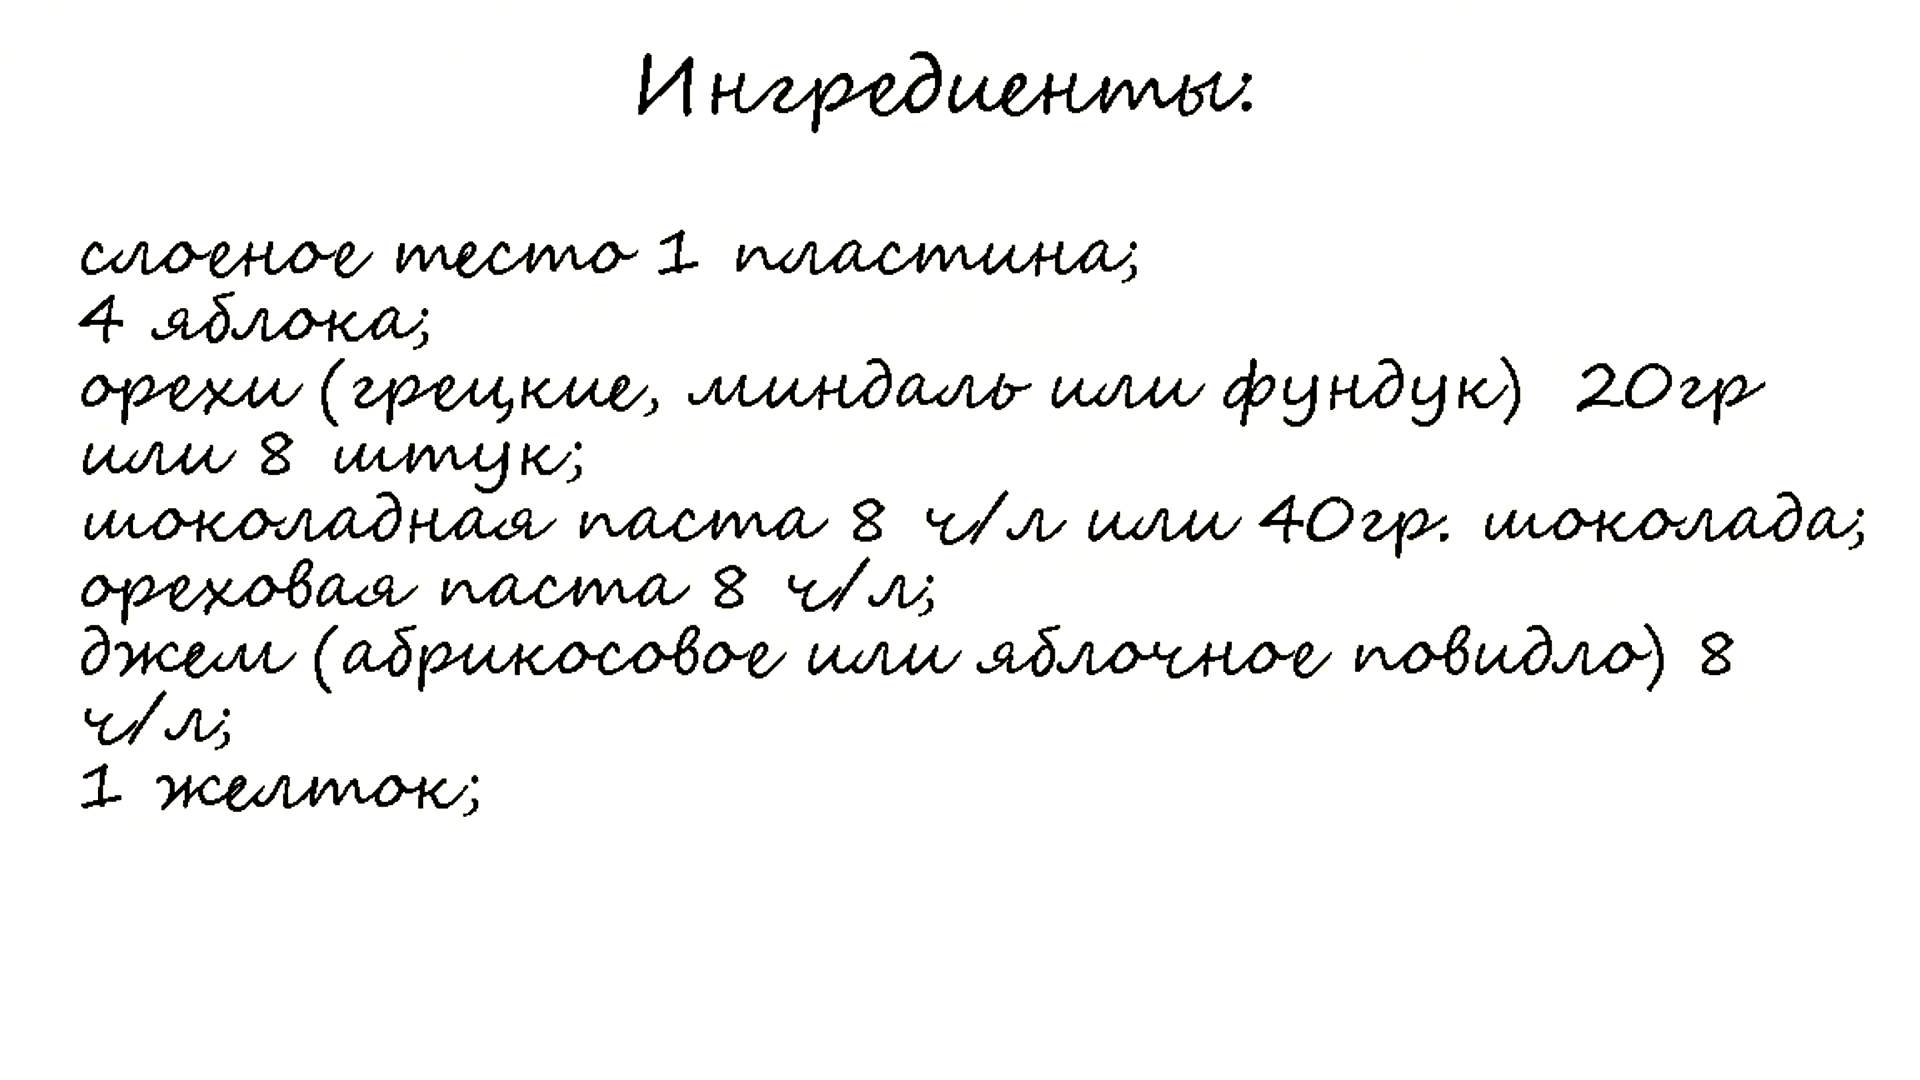 Ингредиенты:
слоеное тесто 1 пластина;
4 яблока;
орехи (грецкие, миндаль или фундук) 20гр
или 8 штук;
шоколадная паста 8 ч/л или 40гр. шоколада;
ореховая паста 8 ч/л;
джем (абрикосовое или яблочное повидло) 8
ч/л;
1 желток;